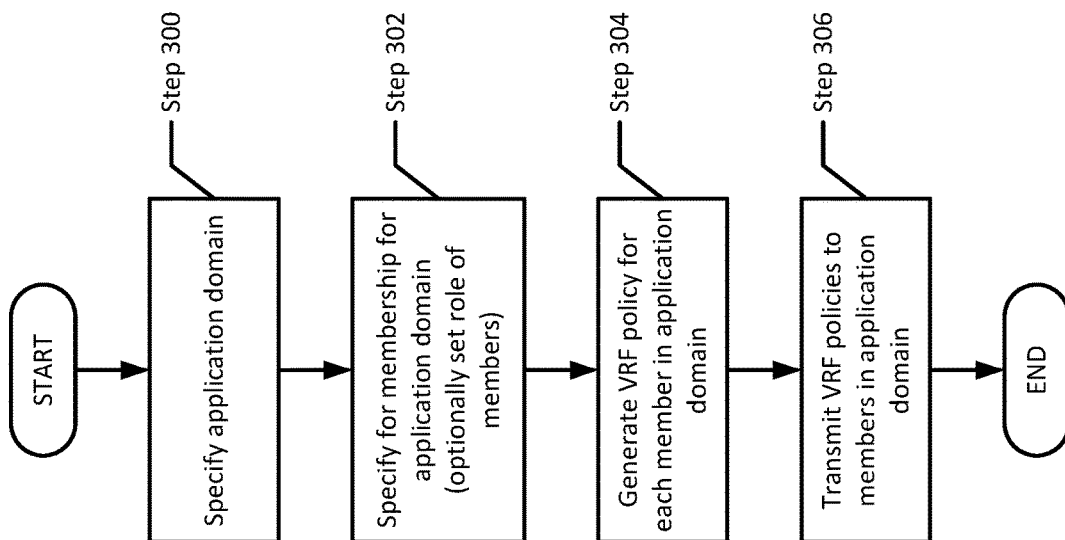 START
Specify application domain
Step 300
Specify for membership for
application domain
(optionally set role of
members)
Step 302
Generate VRF policy for
each member in application
domain
Step 304
Transmit VRF policies to
members in application
domain
Step 306
END